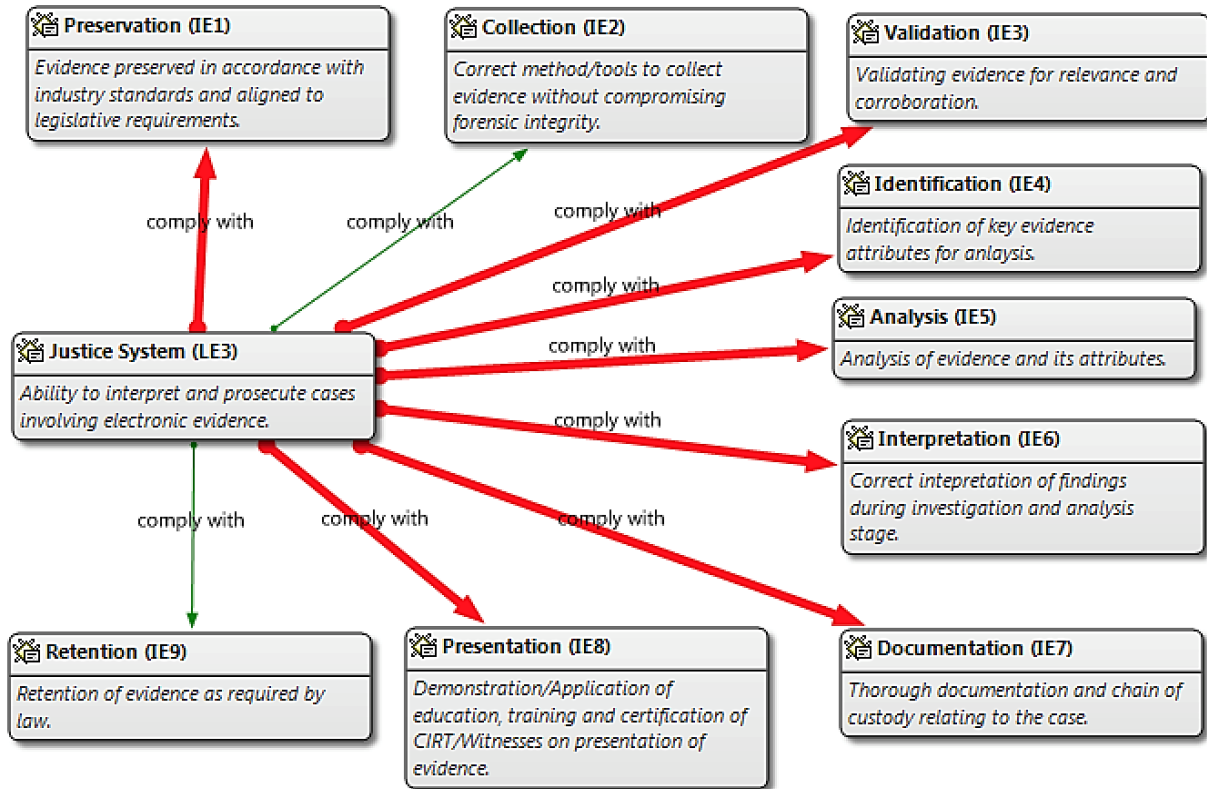 Preservation (IE1)
Evidence preserved in accordance with
industry standards and aligned to
legislative requirements.
Collection (IE2)
Correct method/tools to collect
evidence without compromising
forensic integrity.
Validation (IE3)
Validating evidence for relevance and
corroboration.
Identification (IE4)
Identification of key evidence
attributes for anlaysis.
comply with
comply with
comply with
comply with
Justice System (LE3)
Ability to interpret and prosecute cases
involving electronic evidence.
comply with
Analysis (IE5)
Analysis of evidence and its attributes.
comply with
Interpretation (IE6)
Correct intepretation of findings
during investigation and analysis
stage.
comply with
comply with
comply with
Retention (IE9)
Retention of evidence as required by
law.
Presentation (IE8)
Demonstration/Application of
education, training and certification of
CIRT/Witnesses on presentation of
evidence.
Documentation (IE7)
Thorough documentation and chain of
custody relating to the case.